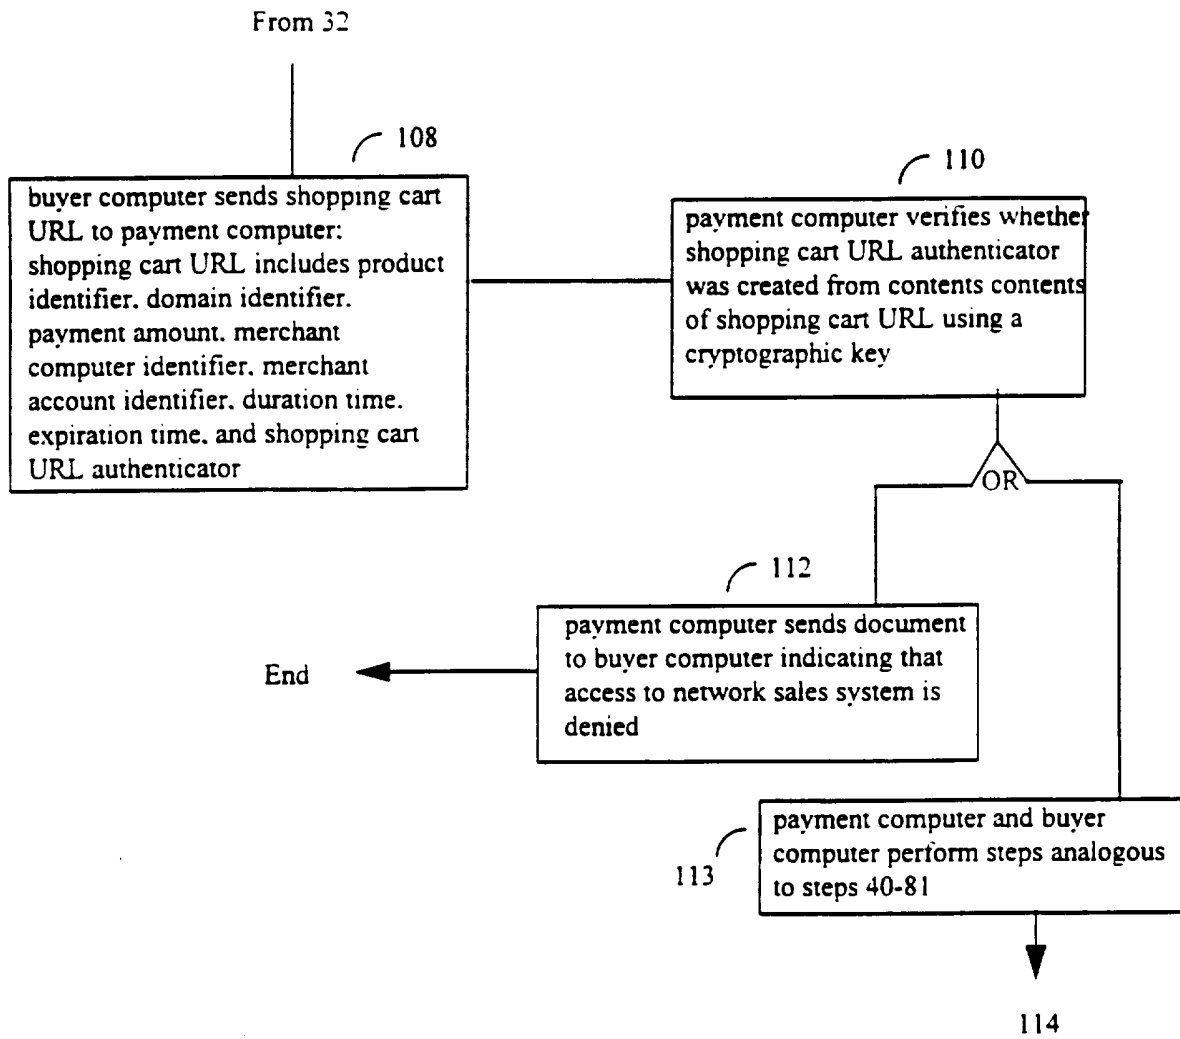 From 32
108
buyer computer sends shopping cart
URL to payment computer:
shopping cart URL includes product
identifier. domain identifier.
payment amount. merchant
computer identifier. merchant
account identifier. duration time.
expiration time. and shopping cart
URL authenticator
110
payment computer verifies whether
shopping cart URL authenticator
was created from contents contents
of shopping cart URL using a
cryptographic key
OR
112
payment computer sends document
to buyer computer indicating that
access to network sales system is
denied
End
113
payment computer and buyer
computer perform steps analogous
to steps 40-81
114